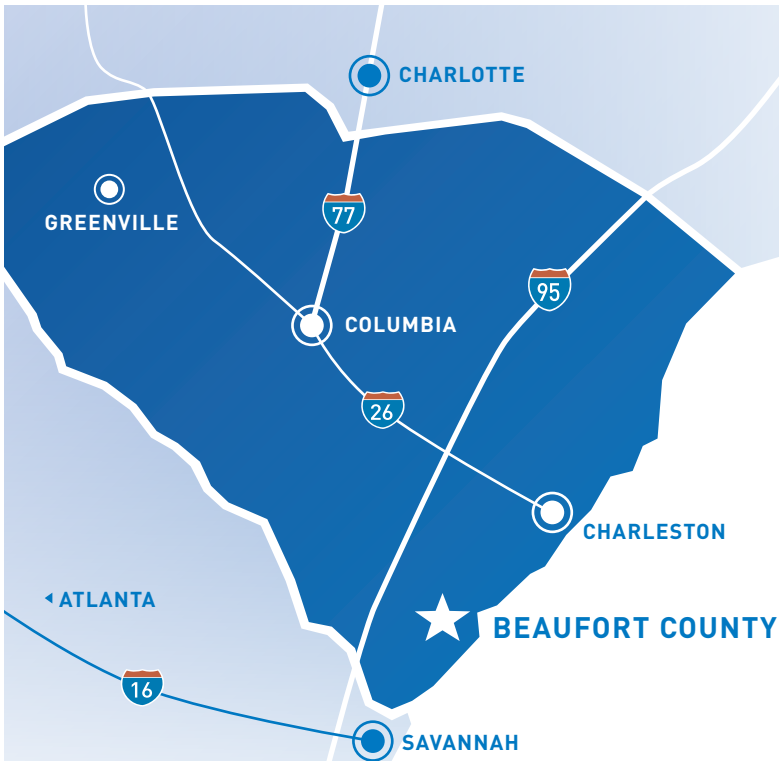 CHARLOTTE
GREENVILLE
77
95
COLUMBIA
26
CHARLESTON
ATLANTA
BEAUFORT COUNTY
16
SAVANNAH